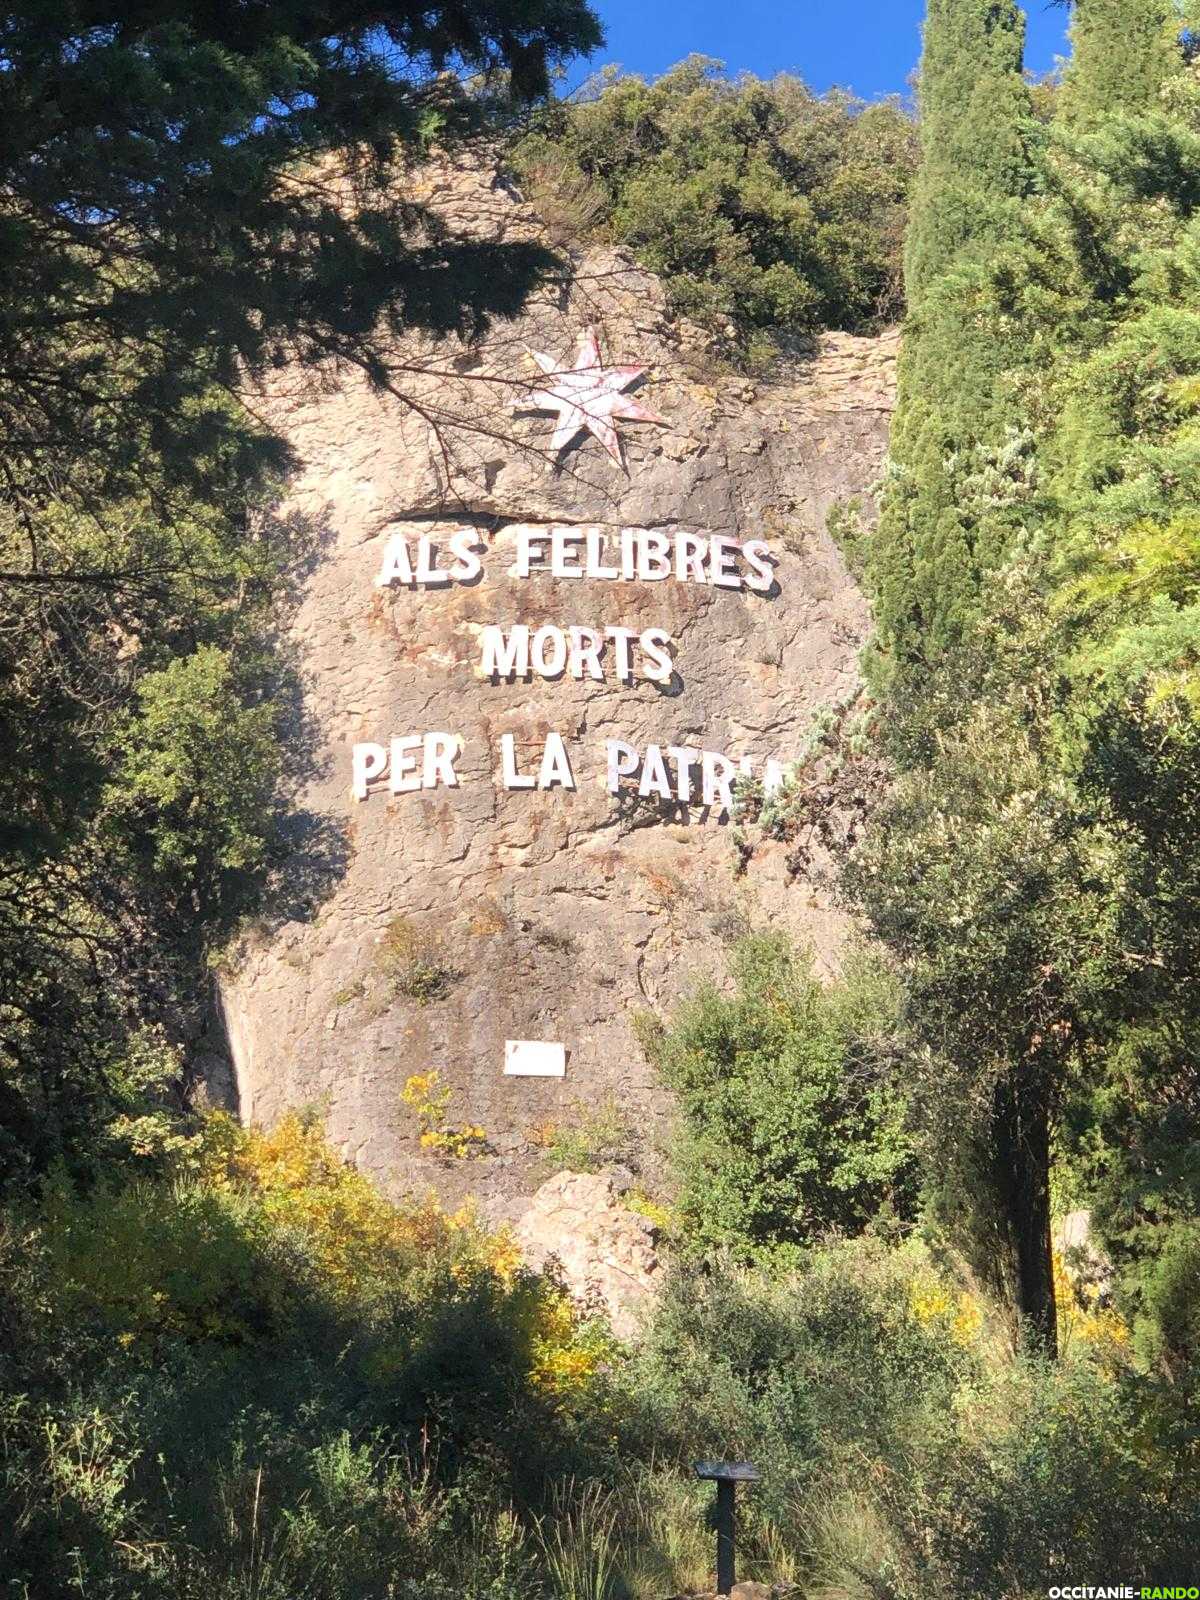 ALS FELIBRES
MORTS
PER LA PATRIA
OCCITANIE-RANDO